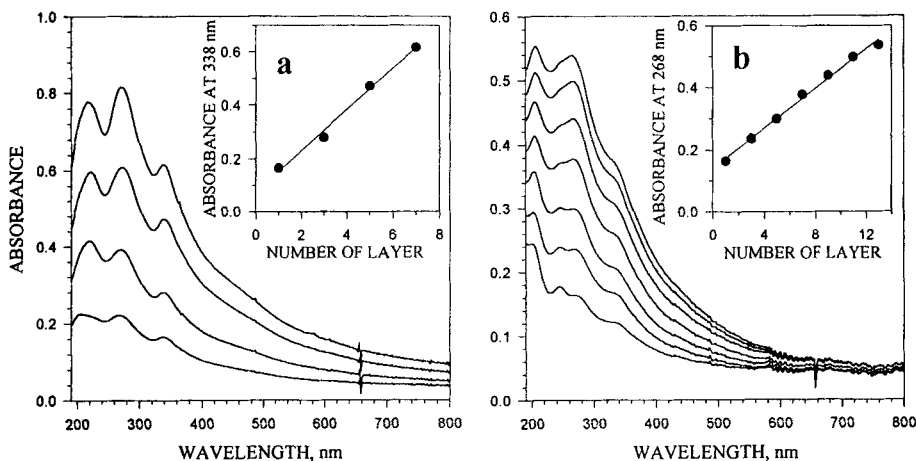 1.0
0.8
0.6
0.4
0.2
0.0
ABSORBANCE
200 300 400 500 600 700 800
WAVELENGTH, nm
a
ABSORBANCE AT 338 nm
0.6
0.4
0.2
0.0
0 2 4 6 8
NUMBER OF LAYER
0.6
0.5
0.4
0.3
0.2
0.1
0.0
200 300 400 500 600 700 800
WAVELENGTH, nm
b
ABSORBANCE AT 268 nm
0.6
0.4
0.2
0.0
0 4 8 12
NUMBER OF LAYER